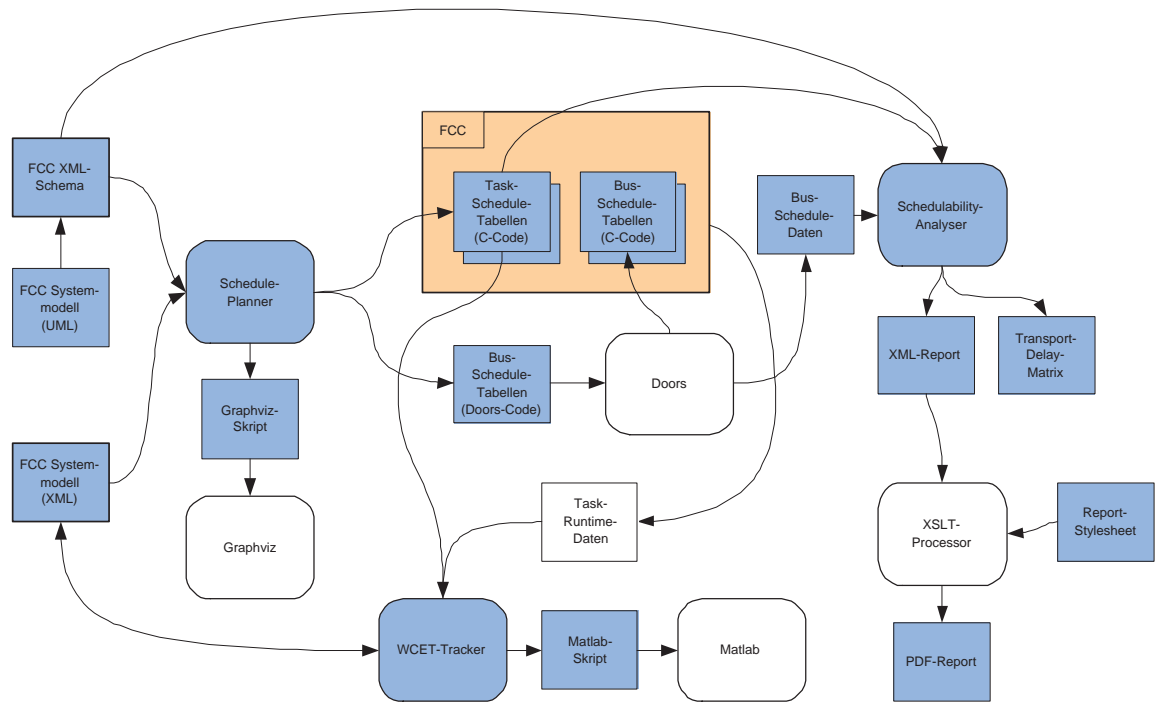 FCC
FCC XML-
Schema
Task-
Schedule-
Tabellen
(C-Code)
Bus-
Schedule-
Tabellen
(C-Code)
Bus-
Schedule-
Daten
Schedulability-
Analyser
FCC System-
modell
(UML)
Schedule-
Planner
Bus-
Schedule-
Tabellen
(Doors-Code)
Doors
XML-Report
Transport-
Delay-
Matrix
Graphviz-
Skript
FCC System-
modell
(XML)
Graphviz
Task-
Runtime-
Daten
XSLT-
Processor
Report-
Stylesheet
WCET-Tracker
Matlab-
Skript
Matlab
PDF-Report